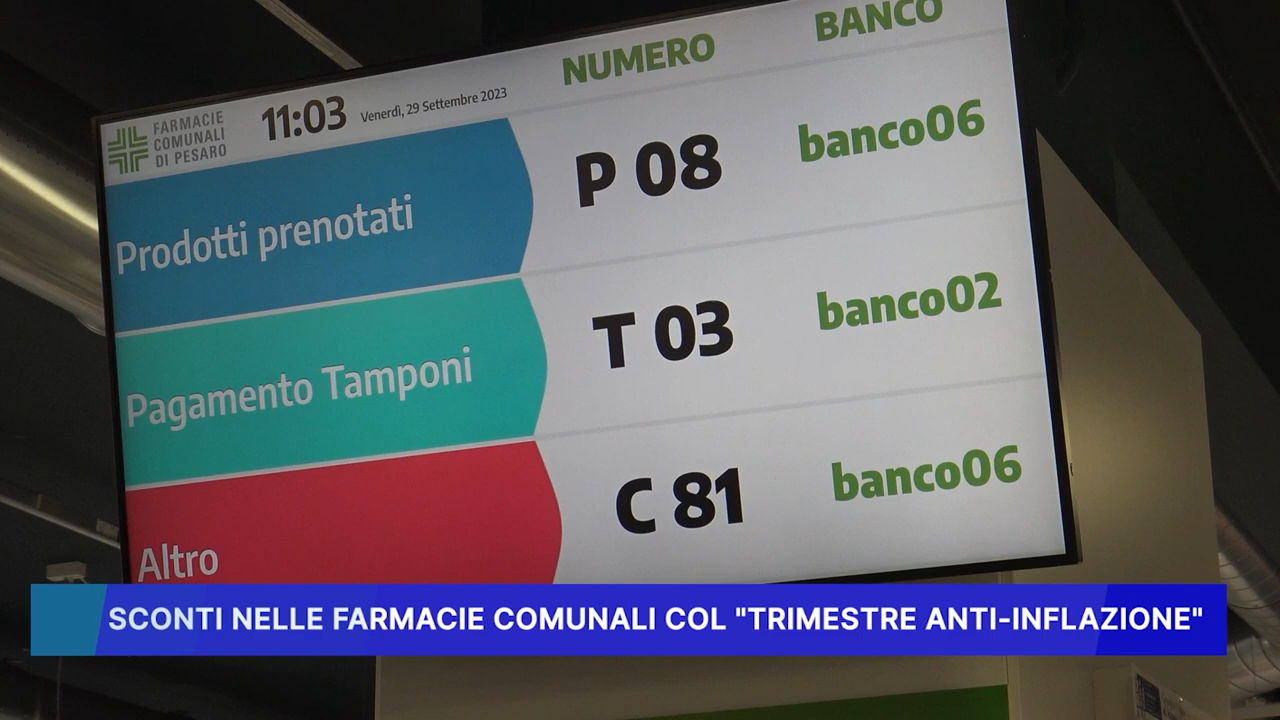 FARMACIE
COMUNALI
DI PESARO
11:03
Venerdì, 29 Settembre 2023
NUMERO
BANCO
Prodotti prenotati
P 08
banco06
Pagamento Tamponi
T 03
banco02
Altro
C 81
banco06
SCONTI NELLE FARMACIE COMUNALI COL "TRIMESTRE ANTI-INFLAZIONE"